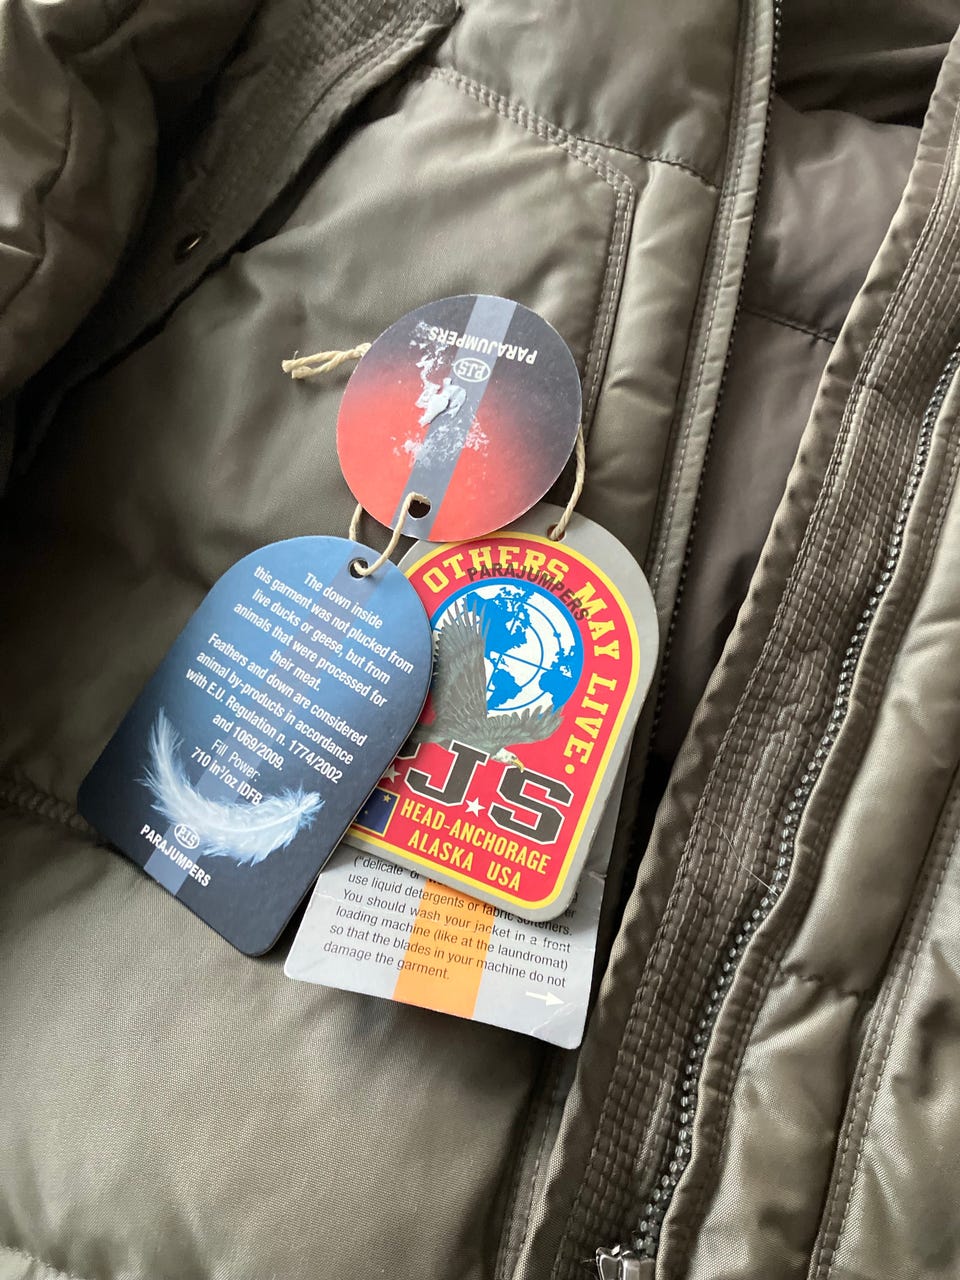 PARAJUMPERS
PJS
OTHERS MAY LIVE.
PARAJUMPERS
PJS
HEAD-ANCHORAGE
ALASKA USA
The down inside
this garment was not plucked from
live ducks or geese, but from
animals that were processed for
their meat.
Feathers and down are considered
animal by-products in accordance
with E.U. Regulation n. 1774/2002
and 1069/2009.
Fill Power:
710 in³/oz IDFB
PJS
PARAJUMPERS
("delicate" or
use liquid detergents or fabric softeners.
You should wash your jacket in a front
loading machine (like at the laundromat)
so that the blades in your machine do not
damage the garment.